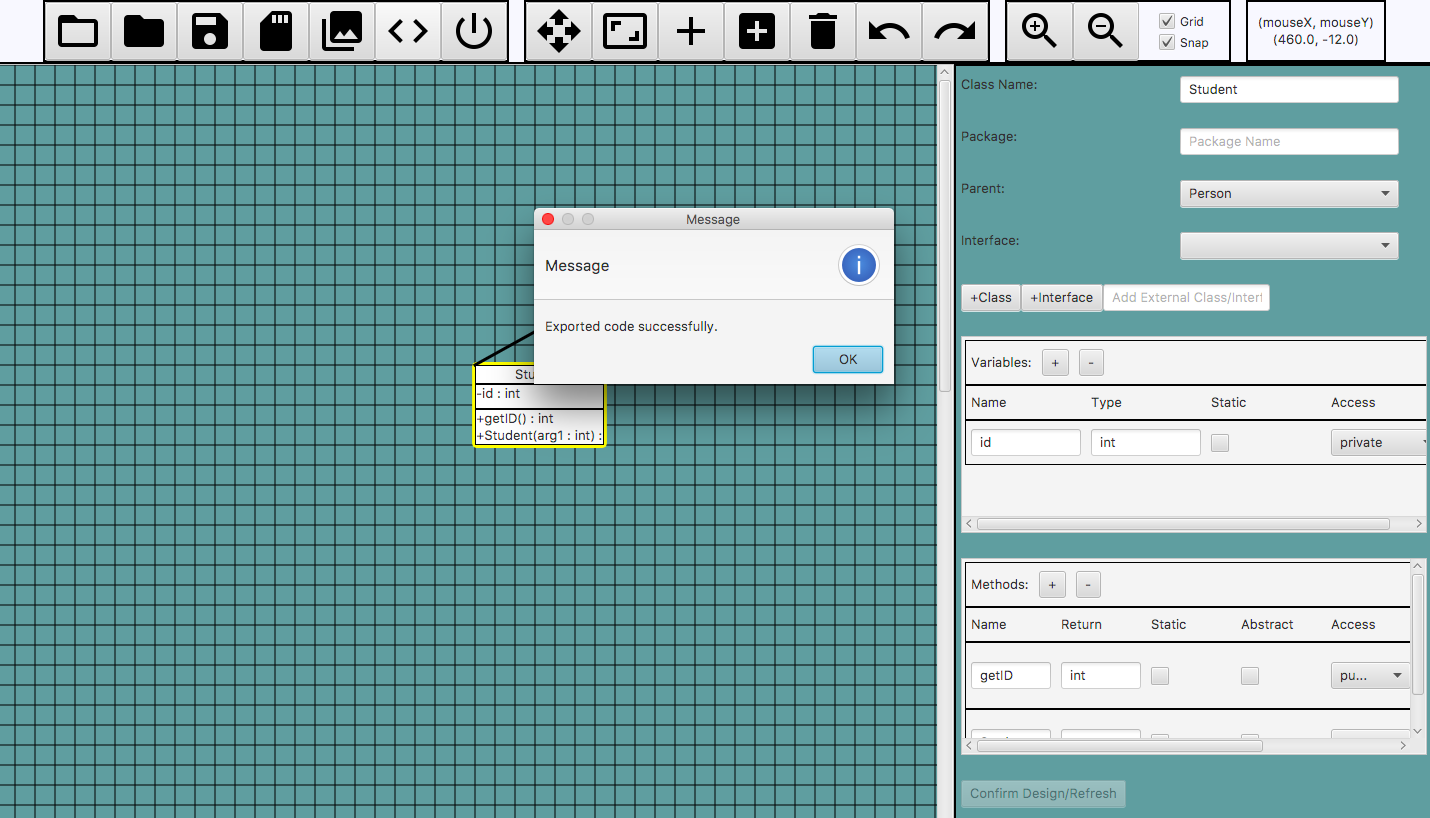 Grid
Snap
(mouseX, mouseY)
(460.0, -12.0)
Class Name:
Student
Package:
Package Name
Parent:
Person
Interface:
+Class
+Interface
Add External Class/Interf
Message
Message
i
Exported code successfully.
OK
Stu
-id : int
+getID() : int
+Student(arg1 : int) :
Variables:
+
-
Name
Type
Static
Access
id
int
private
Methods:
+
-
Name
Return
Static
Abstract
Access
getID
int
pu...
Confirm Design/Refresh